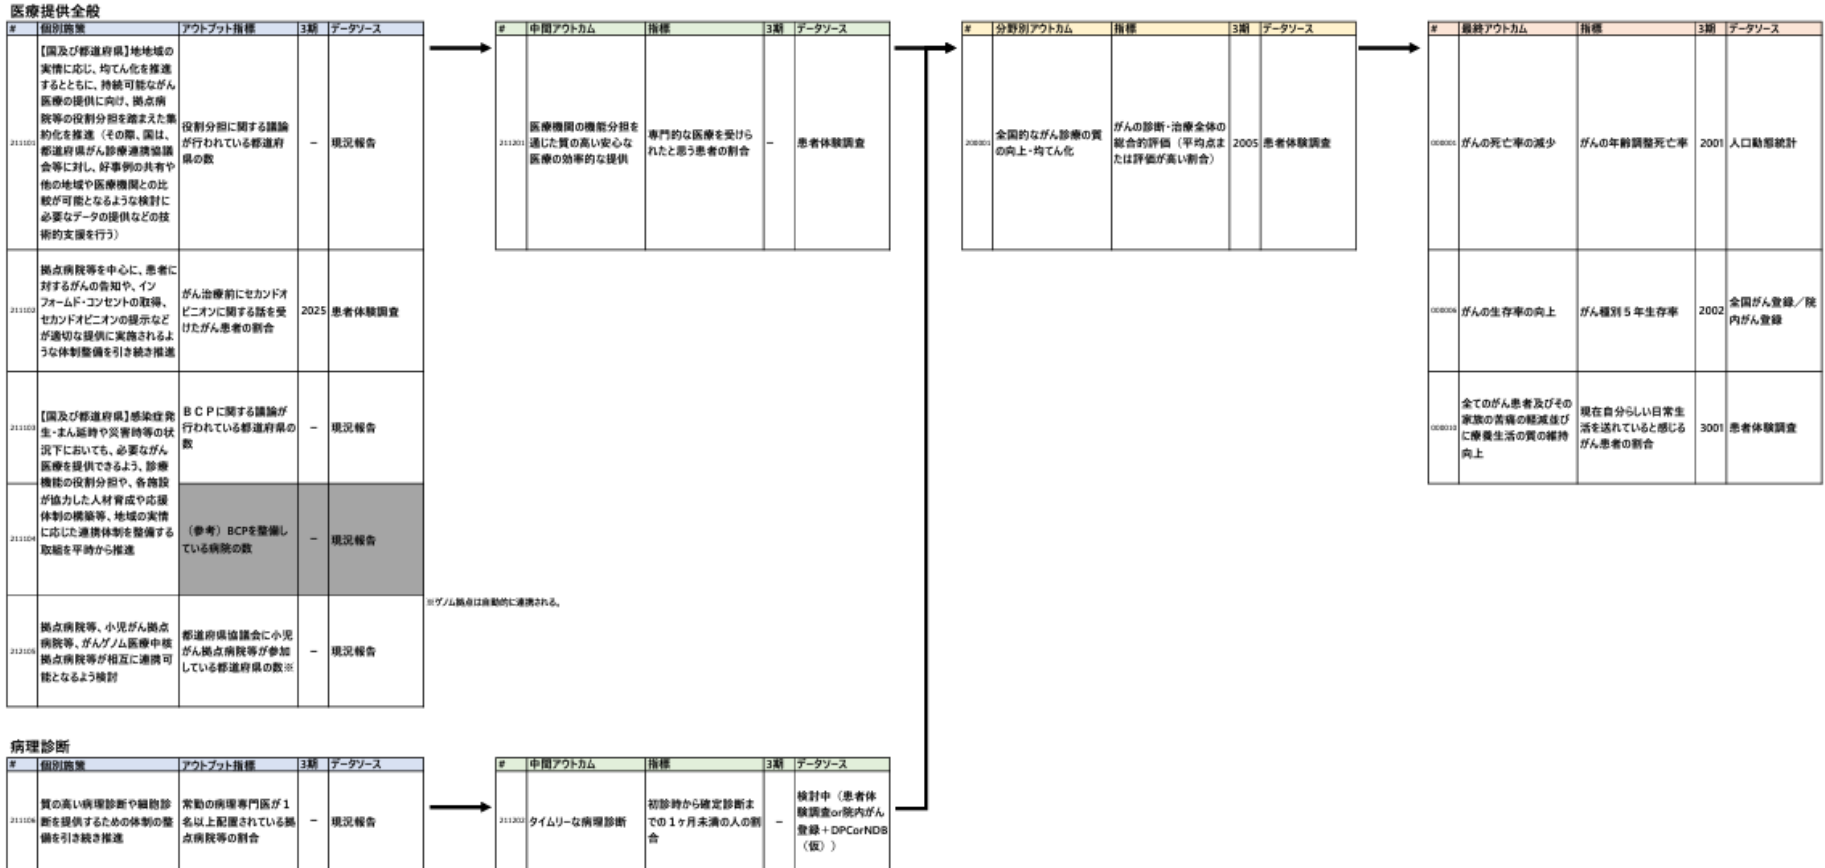 医療提供全般
# 個別施策 アウトプット指標 3期 データソース
211101
【国及び都道府県】地地域の
実情に応じ、均てん化を推進
するとともに、持続可能ながん
医療の提供に向け、拠点病
院等の役割分担を踏まえた集
約化を推進（その際、国は、
都道府県がん診療連携協議
会等に対し、好事例の共有や
他の地域や医療機関との比
較が可能となるような検討に
必要なデータの提供などの技
術的支援を行う）
役割分担に関する議論
が行われている都道府
県の数
－
現況報告
211102
拠点病院等を中心に、患者に
対するがんの告知や、イン
フォームド・コンセントの取得、
セカンドオピニオンの提示など
が適切な提供に実施されるよ
うな体制整備を引き続き推進
がん治療前にセカンドオ
ピニオンに関する話を受
けたがん患者の割合
2025
患者体験調査
211103
【国及び都道府県】感染症発
生・まん延時や災害時等の状
況下においても、必要ながん
医療を提供できるよう、診療
機能の役割分担や、各施設
が協力した人材育成や応援
体制の構築等、地域の実情
に応じた連携体制を整備する
取組を平時から推進
ＢＣＰに関する議論が
行われている都道府県の
数
－
現況報告
211104
（参考）BCPを整備し
ている病院の数
－
現況報告
※ゲノム拠点は自動的に連携される。
212105
拠点病院等、小児がん拠点
病院等、がんゲノム医療中核
拠点病院等が相互に連携可
能となるよう検討
都道府県協議会に小児
がん拠点病院等が参加
している都道府県の数※
－
現況報告
# 中間アウトカム 指標 3期 データソース
211201
医療機関の機能分担を
通じた質の高い安心な
医療の効率的な提供
専門的な医療を受けら
れたと思う患者の割合
－
患者体験調査
# 分野別アウトカム 指標 3期 データソース
200001
全国的ながん診療の質
の向上・均てん化
がんの診断・治療全体の
総合的評価（平均点ま
たは評価が高い割合）
2005
患者体験調査
# 最終アウトカム 指標 3期 データソース
000001
がんの死亡率の減少
がんの年齢調整死亡率
2001
人口動態統計
000006
がんの生存率の向上
がん種別５年生存率
2002
全国がん登録／院
内がん登録
000010
全てのがん患者及びその
家族の苦痛の軽減並び
に療養生活の質の維持
向上
現在自分らしい日常生
活を送れていると感じる
がん患者の割合
3001
患者体験調査
病理診断
# 個別施策 アウトプット指標 3期 データソース
211106
質の高い病理診断や細胞診
断を提供するための体制の整
備を引き続き推進
常勤の病理専門医が１
名以上配置されている拠
点病院等の割合
－
現況報告
# 中間アウトカム 指標 3期 データソース
211202
タイムリーな病理診断
初診時から確定診断ま
での１ヶ月未満の人の割
合
－
検討中（患者体
験調査or院内がん
登録＋DPCorNDB
（仮））